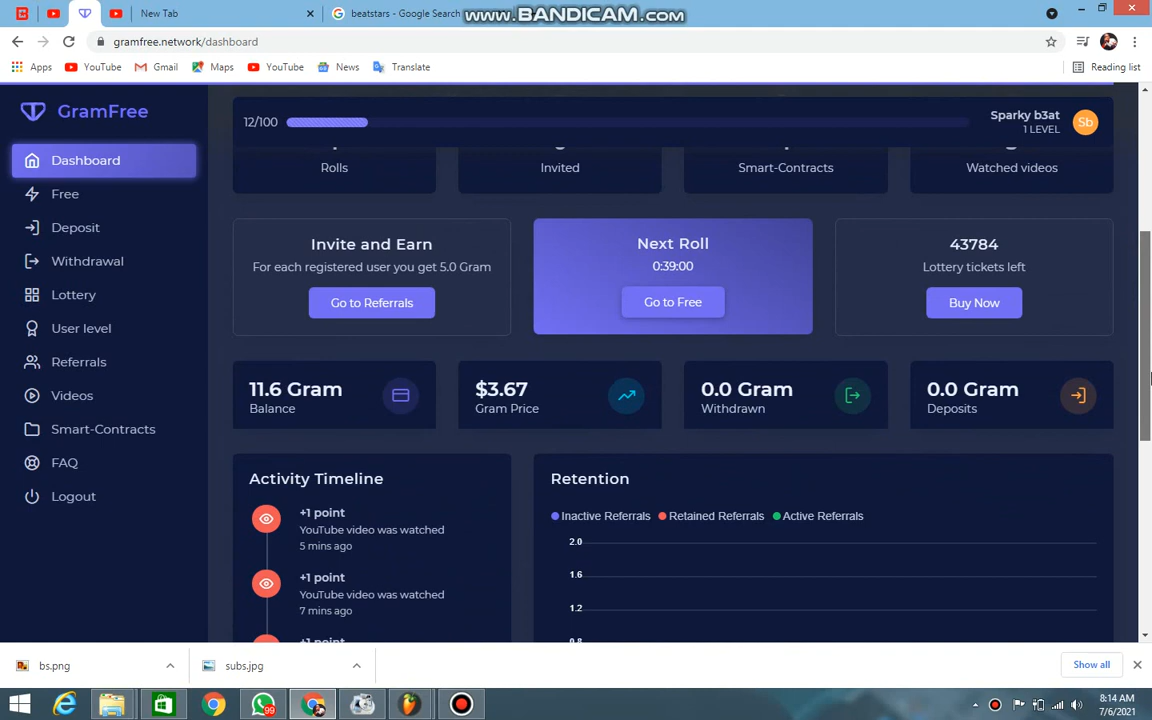 New Tab
beatstars - Google Search
www.BANDICAM.com
gramfree.network/dashboard
Apps
YouTube
Gmail
Maps
YouTube
News
Translate
Reading list
GramFree
12/100
Sparky b3at
1 LEVEL
Sb
Dashboard
Free
Deposit
Withdrawal
Lottery
User level
Referrals
Videos
Smart-Contracts
FAQ
Logout
Rolls
Invited
Smart-Contracts
Watched videos
Invite and Earn
For each registered user you get 5.0 Gram
Go to Referrals
Next Roll
0:39:00
Go to Free
43784
Lottery tickets left
Buy Now
11.6 Gram
Balance
$3.67
Gram Price
0.0 Gram
Withdrawn
0.0 Gram
Deposits
Activity Timeline
+1 point
YouTube video was watched
5 mins ago
+1 point
YouTube video was watched
7 mins ago
+1 point
Retention
Inactive Referrals
Retained Referrals
Active Referrals
2.0
1.6
1.2
0.8
bs.png
subs.jpg
Show all
99
8:14 AM
7/6/2021